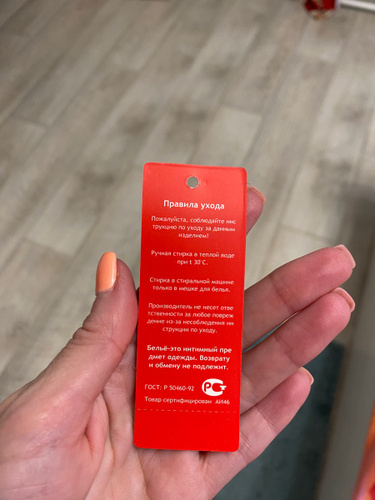 Правила ухода
Пожалуйста, соблюдайте инс
трукцию по уходу за данным
изделием!
Ручная стирка в теплой воде
при t 30°С.
Стирка в стиральной машине
только в мешке для белья.
Производитель не несет отве
тственности за любое повреж
дение из-за несоблюдения ин
струкции по уходу.
Бельё-это интимный пре
дмет одежды. Возврату
и обмену не подлежит.
ГОСТ: Р 50460-92
Товар сертифицирован АИ46